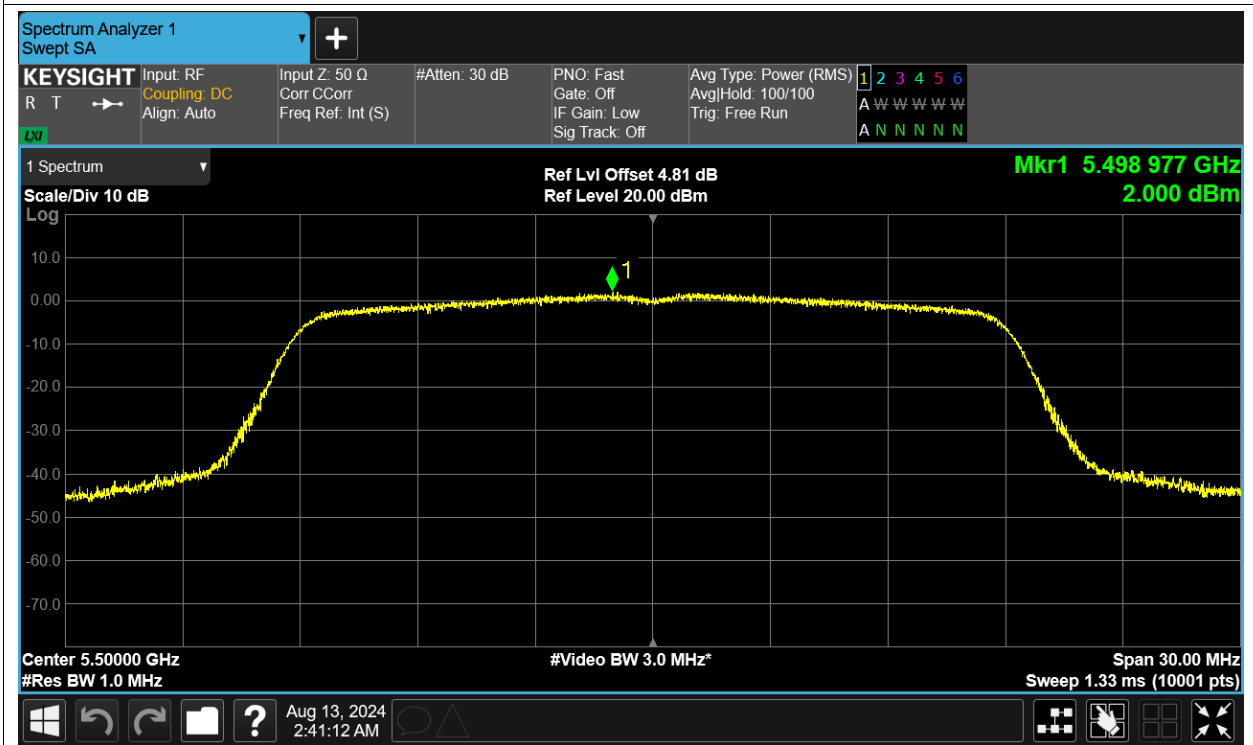 Spectrum Analyzer 1
Swept SA
KEYSIGHT
R T
LXI
Input: RF
Coupling: DC
Align: Auto
Input Z: 50 Ω
Corr CCorr
Freq Ref: Int (S)
#Atten: 30 dB
PNO: Fast
Gate: Off
IF Gain: Low
Sig Track: Off
Avg Type: Power (RMS)
Avg|Hold: 100/100
Trig: Free Run
1 2 3 4 5 6
A W W W W W
A N N N N N
1 Spectrum
Scale/Div 10 dB
Log
Ref Lvl Offset 4.81 dB
Ref Level 20.00 dBm
Mkr1 5.498 977 GHz
2.000 dBm
10.0
1
0.00
-10.0
-20.0
-30.0
-40.0
-50.0
-60.0
-70.0
Center 5.50000 GHz
#Res BW 1.0 MHz
#Video BW 3.0 MHz*
Span 30.00 MHz
Sweep 1.33 ms (10001 pts)
?
Aug 13, 2024
2:41:12 AM